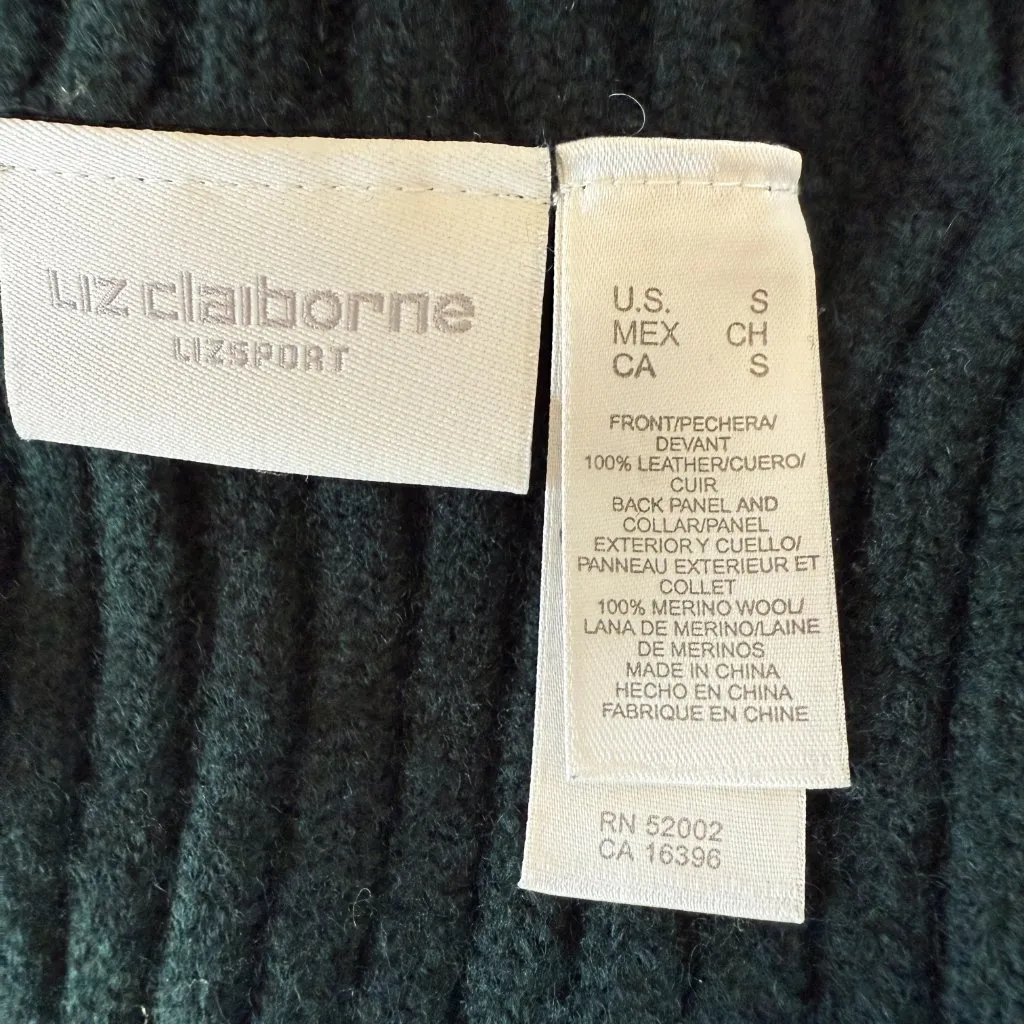 Liz claiborne
LIZSPORT
U.S. S
MEX CH
CA S
FRONT/PECHERA/
DEVANT
100% LEATHER/CUERO/
CUIR
BACK PANEL AND
COLLAR/PANEL
EXTERIOR Y CUELLO/
PANNEAU EXTERIEUR ET
COLLET
100% MERINO WOOL/
LANA DE MERINO/LAINE
DE MERINOS
MADE IN CHINA
HECHO EN CHINA
FABRIQUE EN CHINE
RN 52002
CA 16396